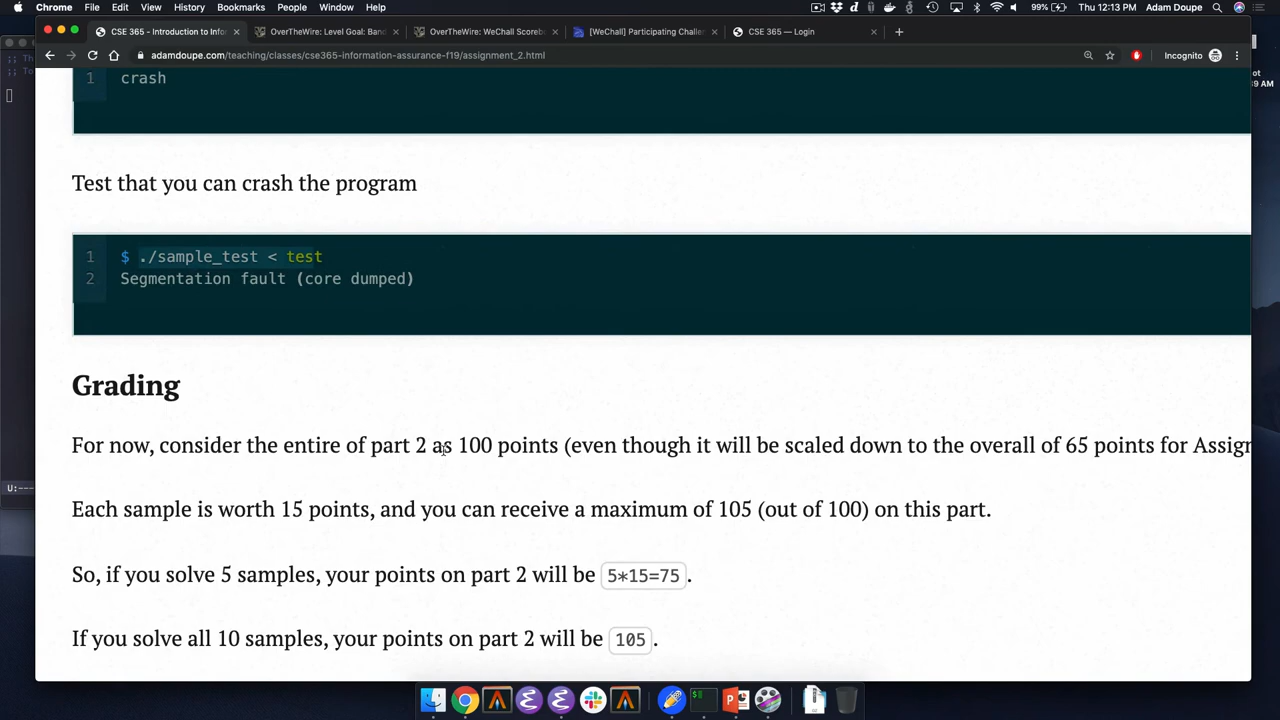 Chrome File Edit View History Bookmarks People Window Help 99% Thu 12:13 PM Adam Doupe
CSE 365 - Introduction to Info OverTheWire: Level Goal: Band OverTheWire: WeChall Scorebo [WeChall] Participating Challe CSE 365 — Login
adamdoupe.com/teaching/classes/cse365-information-assurance-f19/assignment_2.html Incognito
1 crash
Test that you can crash the program
1 $ ./sample_test < test
2 Segmentation fault (core dumped)
Grading
For now, consider the entire of part 2 as 100 points (even though it will be scaled down to the overall of 65 points for Assign
Each sample is worth 15 points, and you can receive a maximum of 105 (out of 100) on this part.
So, if you solve 5 samples, your points on part 2 will be 5*15=75.
If you solve all 10 samples, your points on part 2 will be 105.